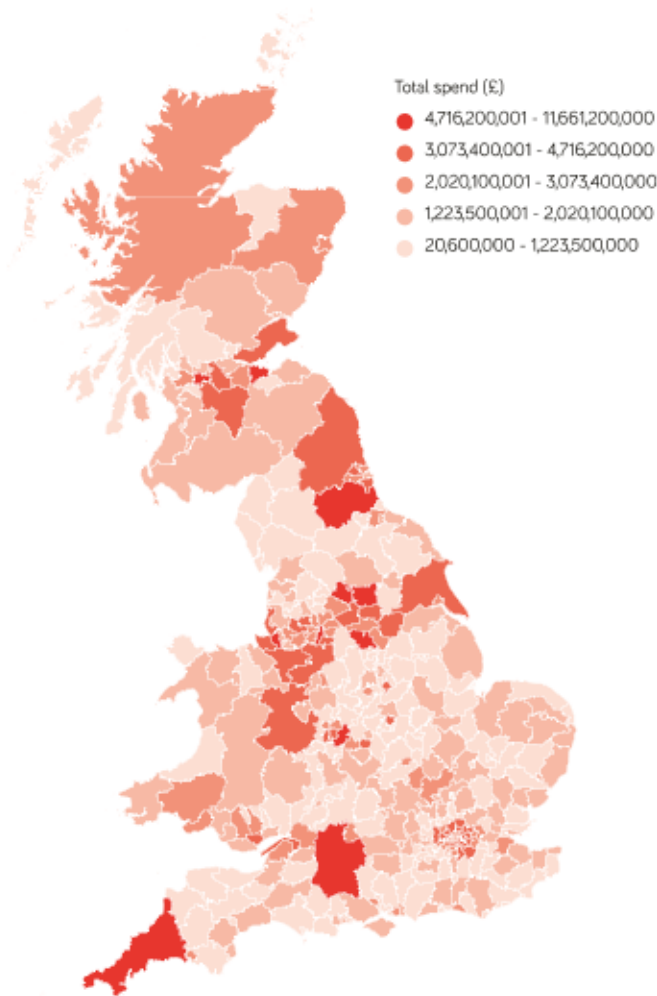 Total spend (£)
4,716,200,001 - 11,661,200,000
3,073,400,001 - 4,716,200,000
2,020,100,001 - 3,073,400,000
1,223,500,001 - 2,020,100,000
20,600,000 - 1,223,500,000